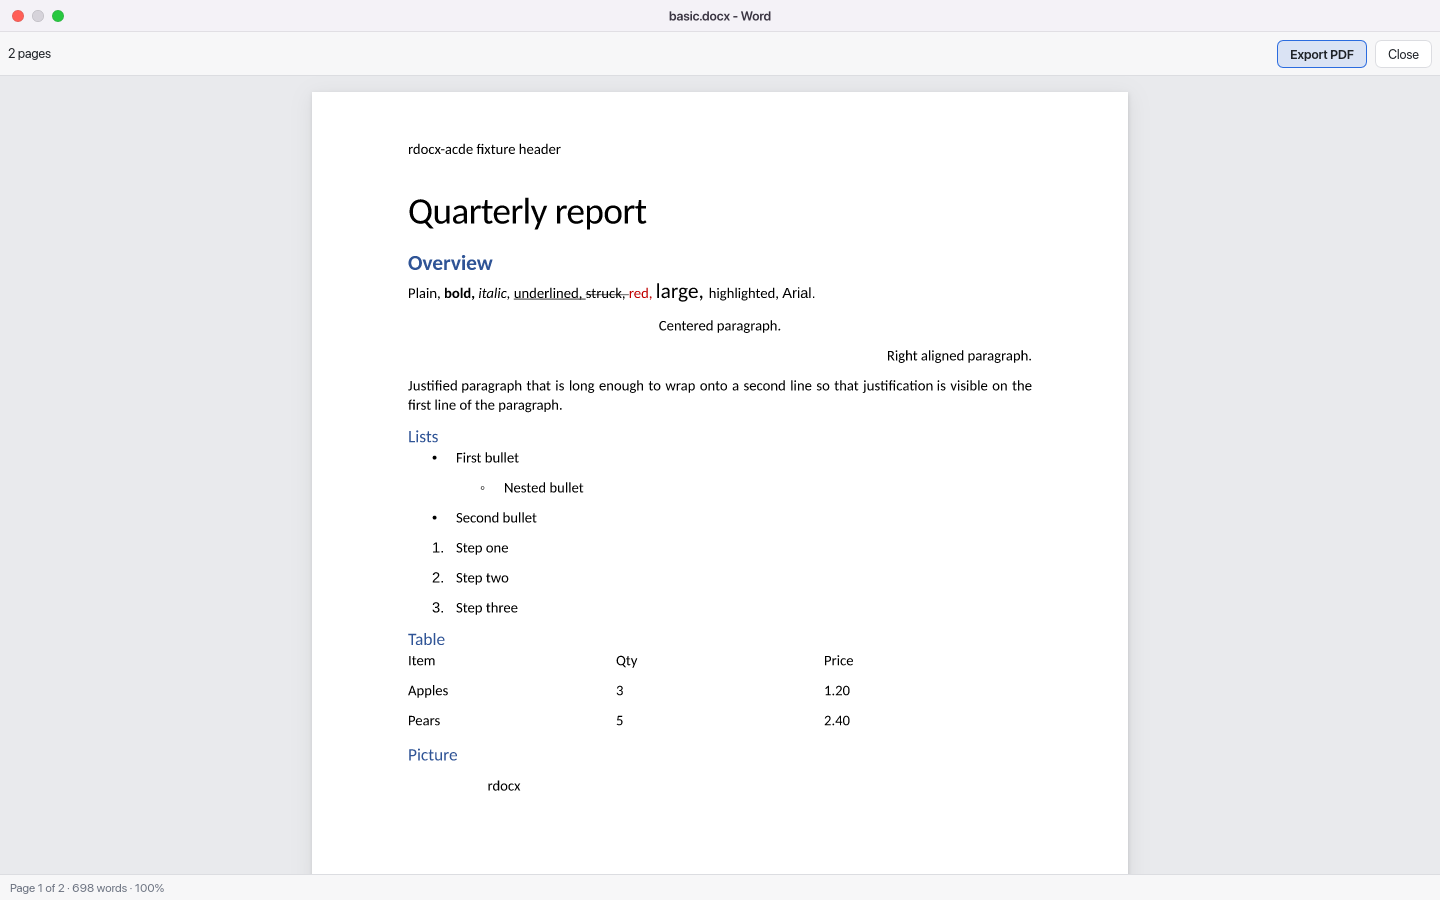 basic.docx - Word
2 pages
Export PDF
Close
rdocx-acde fixture header
Quarterly report
Overview
Plain, bold, italic, underlined, struck, red, large, highlighted, Arial.
Centered paragraph.
Right aligned paragraph.
Justified paragraph that is long enough to wrap onto a second line so that justification is visible on the
first line of the paragraph.
Lists
• First bullet
◦ Nested bullet
• Second bullet
1. Step one
2. Step two
3. Step three
Table
Item Qty Price
Apples 3 1.20
Pears 5 2.40
Picture
rdocx
Page 1 of 2 · 698 words · 100%